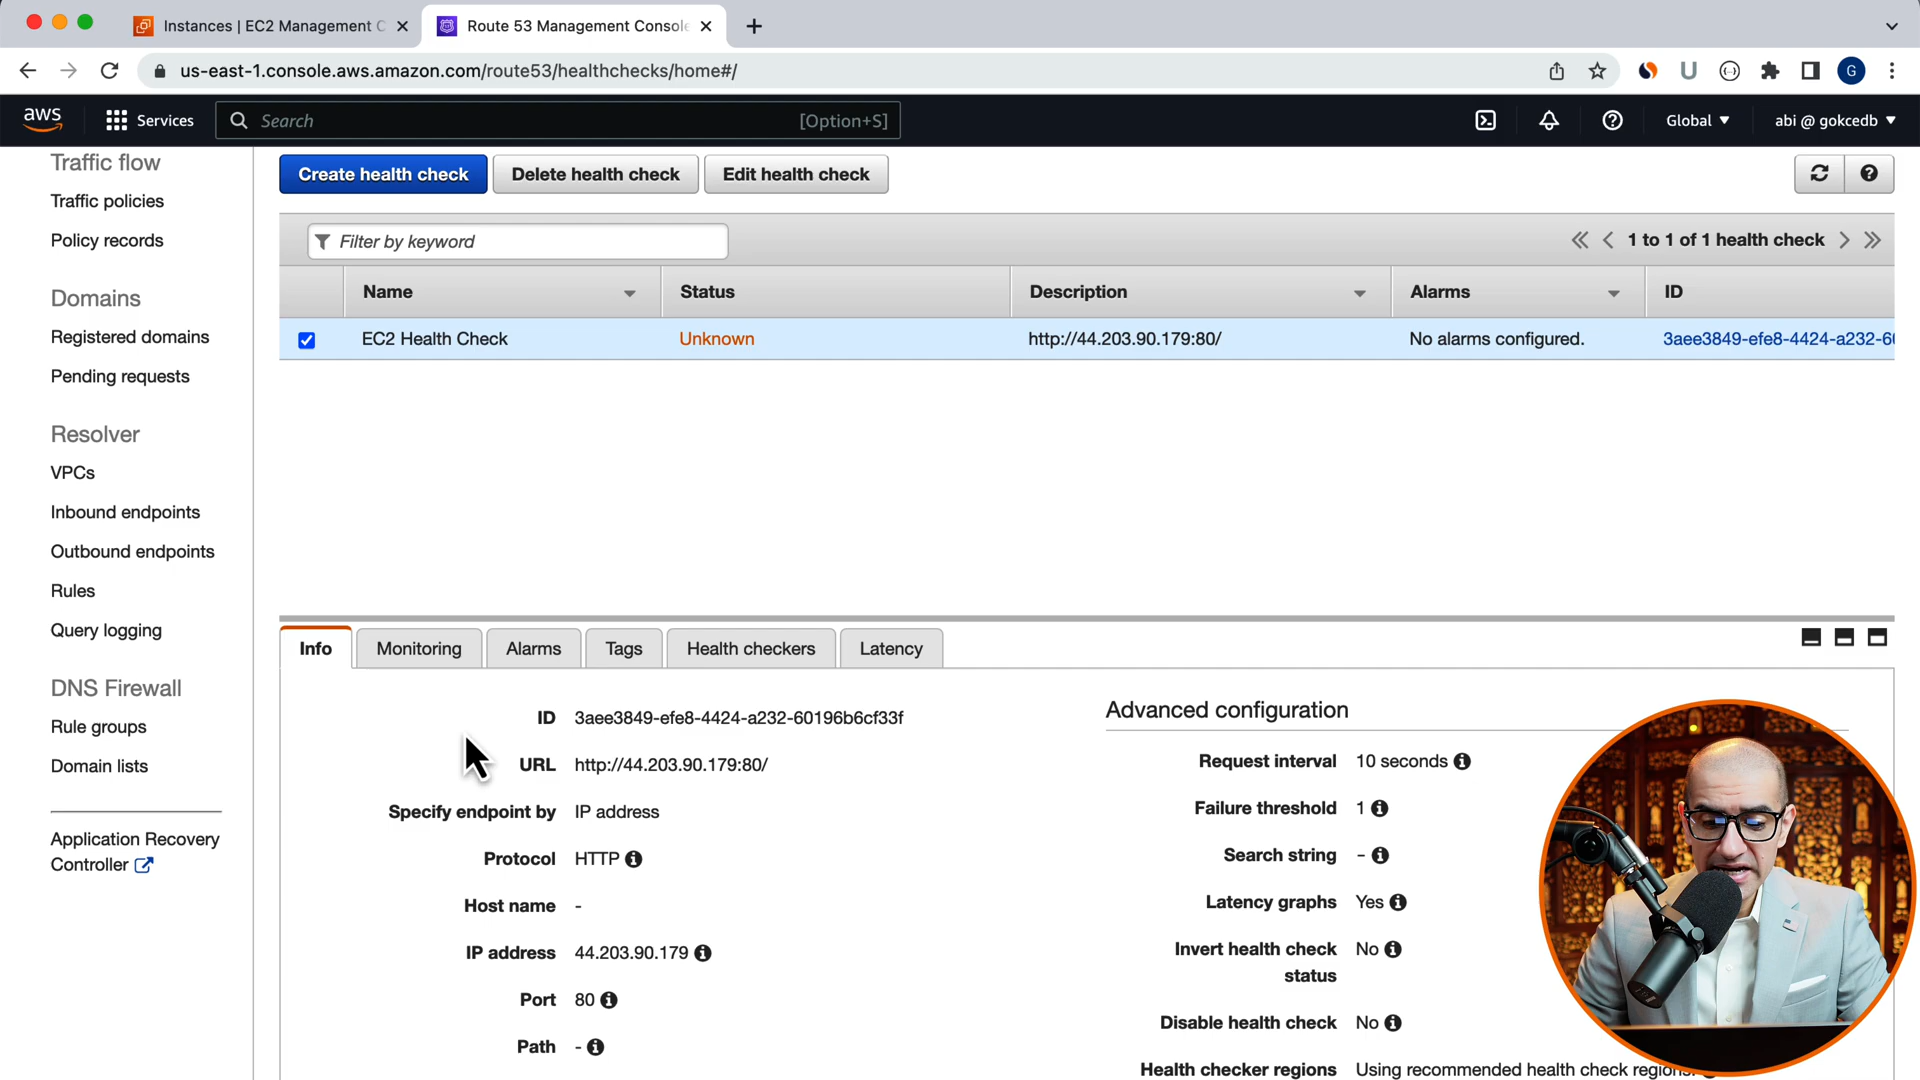 Instances | EC2 Management C
Route 53 Management Console
us-east-1.console.aws.amazon.com/route53/healthchecks/home#/
G
aws
Services
Search
[Option+S]
Global
abi @ gokcedb
Traffic flow
Traffic policies
Policy records
Domains
Registered domains
Pending requests
Resolver
VPCs
Inbound endpoints
Outbound endpoints
Rules
Query logging
DNS Firewall
Rule groups
Domain lists
Application Recovery
Controller
Create health check
Delete health check
Edit health check
Filter by keyword
1 to 1 of 1 health check
Name Status Description Alarms ID
EC2 Health Check Unknown http://44.203.90.179:80/ No alarms configured. 3aee3849-efe8-4424-a232-6
Info Monitoring Alarms Tags Health checkers Latency
ID 3aee3849-efe8-4424-a232-60196b6cf33f
URL http://44.203.90.179:80/
Specify endpoint by IP address
Protocol HTTP
Host name -
IP address 44.203.90.179
Port 80
Path -
Advanced configuration
Request interval 10 seconds
Failure threshold 1
Search string -
Latency graphs Yes
Invert health check No
status
Disable health check No
Health checker regions Using recommended health check regions.